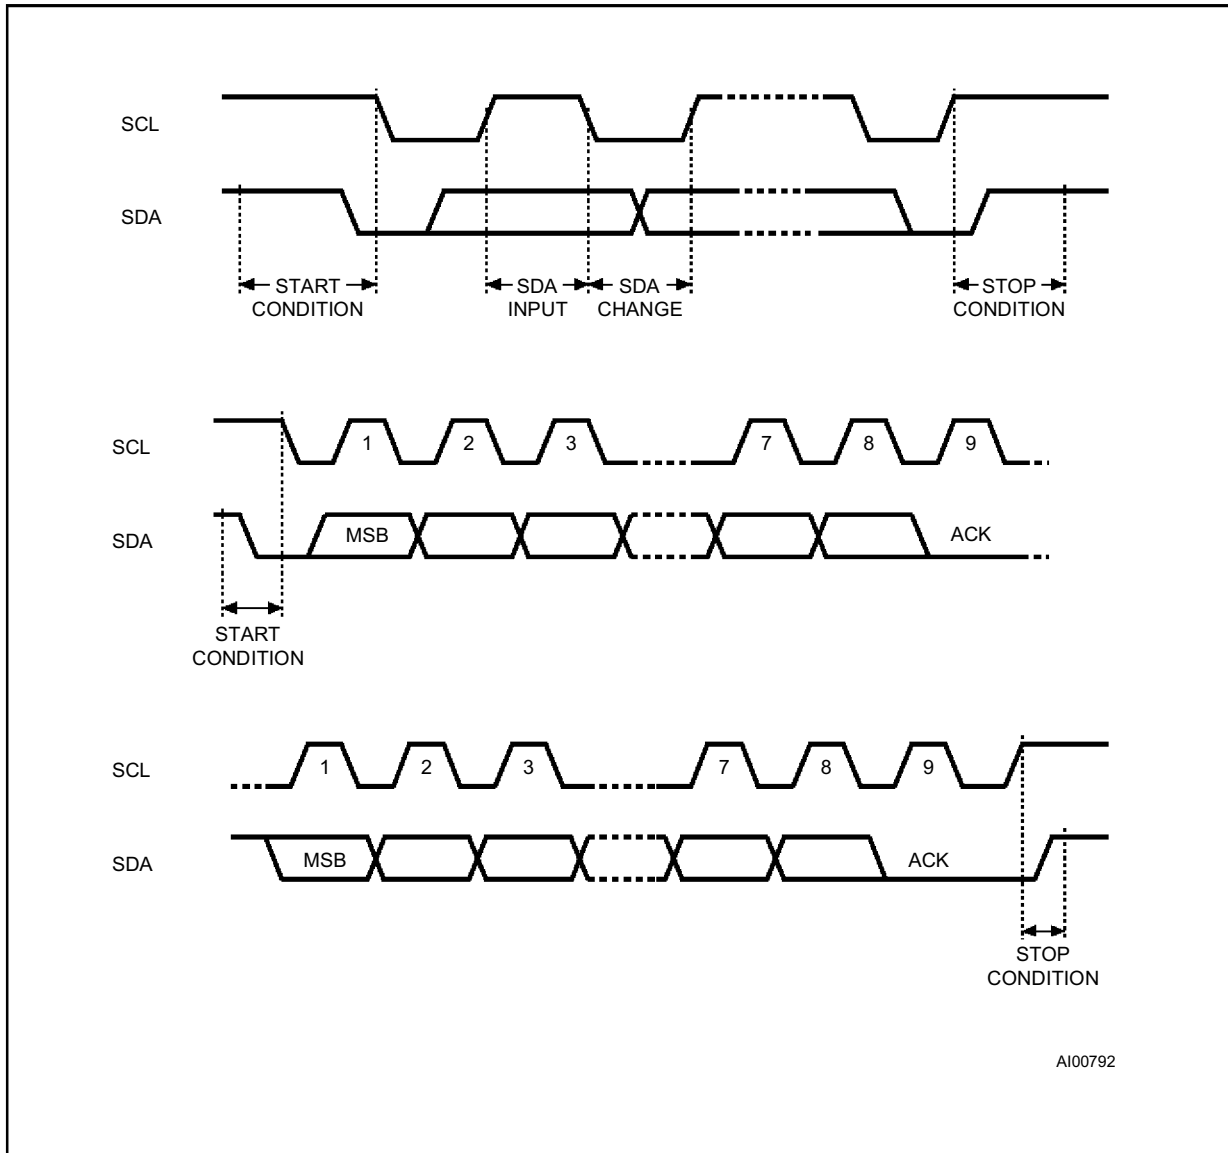 SCL
SDA
START CONDITION
SDA INPUT
SDA CHANGE
STOP CONDITION
SCL
1 2 3 7 8 9
SDA
MSB ACK
START CONDITION
SCL
1 2 3 7 8 9
SDA
MSB ACK
STOP CONDITION
AI00792